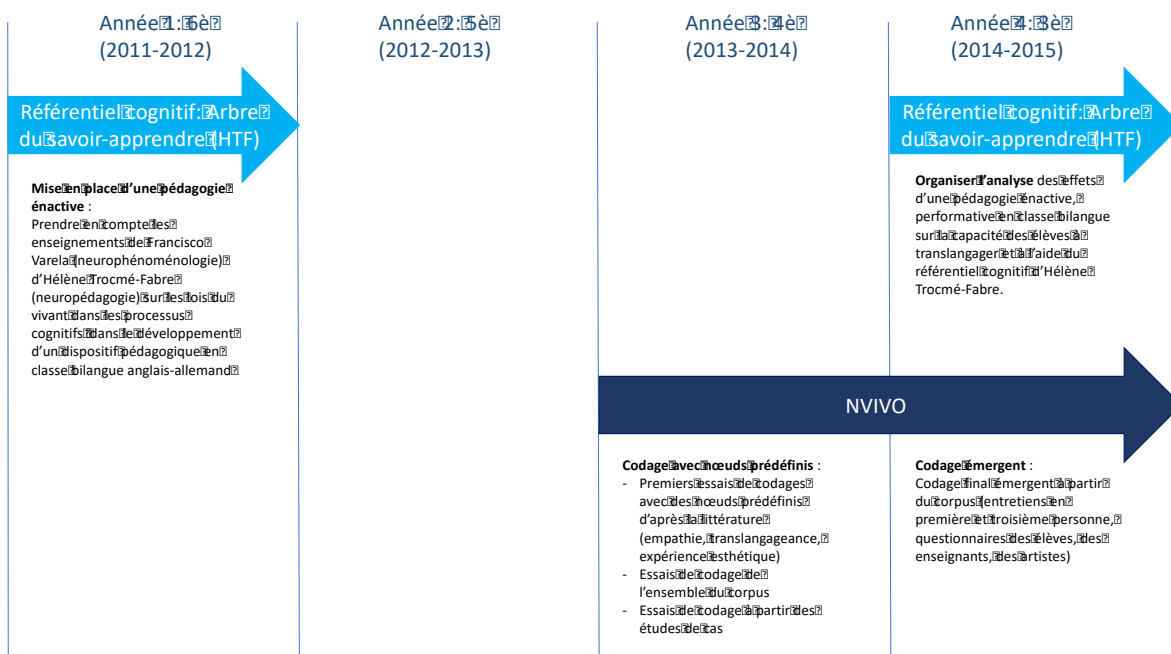 Année 1: 6è
(2011-2012)
Année 2: 5è
(2012-2013)
Année 3: 4è
(2013-2014)
Année 4: 3è
(2014-2015)
Référentiel cognitif: Arbre
du savoir-apprendre (HTF)
Référentiel cognitif: Arbre
du savoir-apprendre (HTF)
Mise en place d’une pédagogie
énactive :
Prendre en compte les
enseignements de Francisco
Varela (neurophénoménologie)
d’Hélène Trocmé-Fabre
(neuropédagogie) sur les lois du
vivant dans les processus
cognitifs dans le développement
d’un dispositif pédagogique en
classe bilangue anglais-allemand
Organiser l’analyse des effets
d’une pédagogie énactive,
performative en classe bilangue
sur la capacité des élèves à
translangager et à l’aide du
référentiel cognitif d’Hélène
Trocmé-Fabre.
NVIVO
Codage avec nœuds prédéfinis :
- Premiers essais de codages
avec des nœuds prédéfinis
d’après la littérature
(empathie, translangageance,
expérience esthétique)
- Essais de codage de
l’ensemble du corpus
- Essais de codage à partir des
études de cas
Codage émergent :
Codage final émergent à partir
du corpus (entretiens en
première et troisième personne,
questionnaires des élèves, des
enseignants, des artistes)